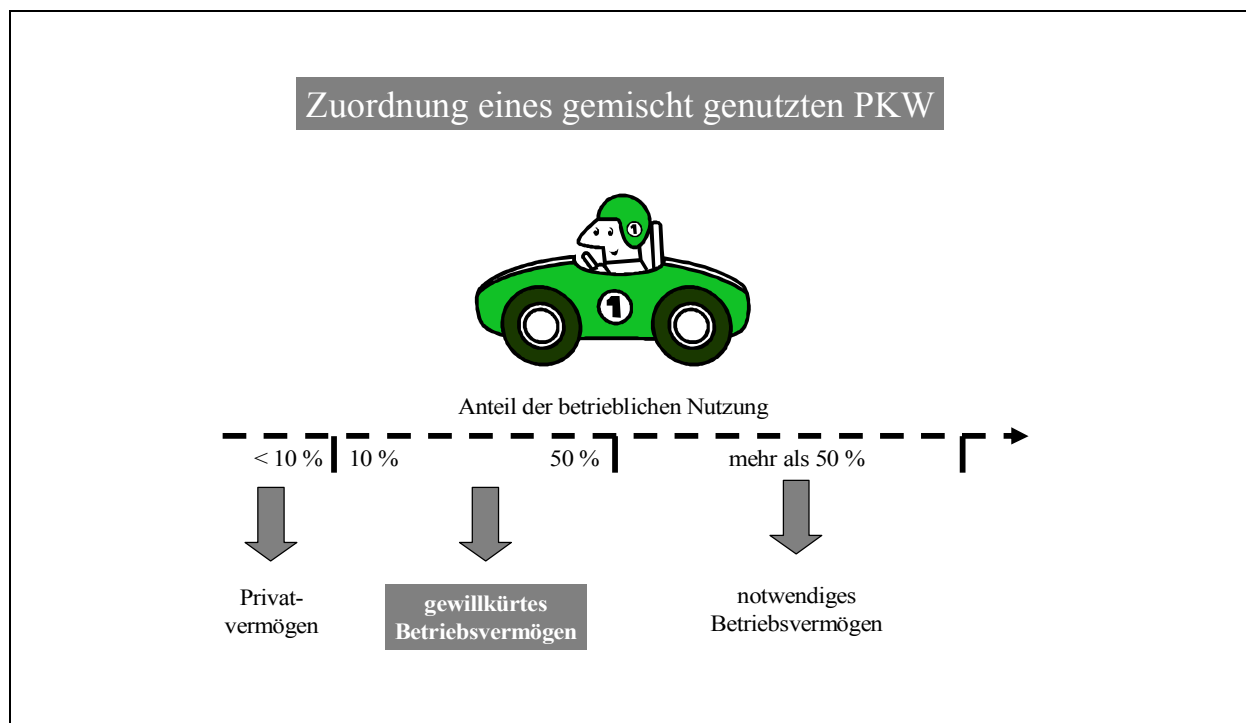 Zuordnung eines gemischt genutzten PKW
1
1
Anteil der betrieblichen Nutzung
< 10 % 10 % 50 % mehr als 50 %
Privat-
vermögen
gewillkürtes
Betriebsvermögen
notwendiges
Betriebsvermögen